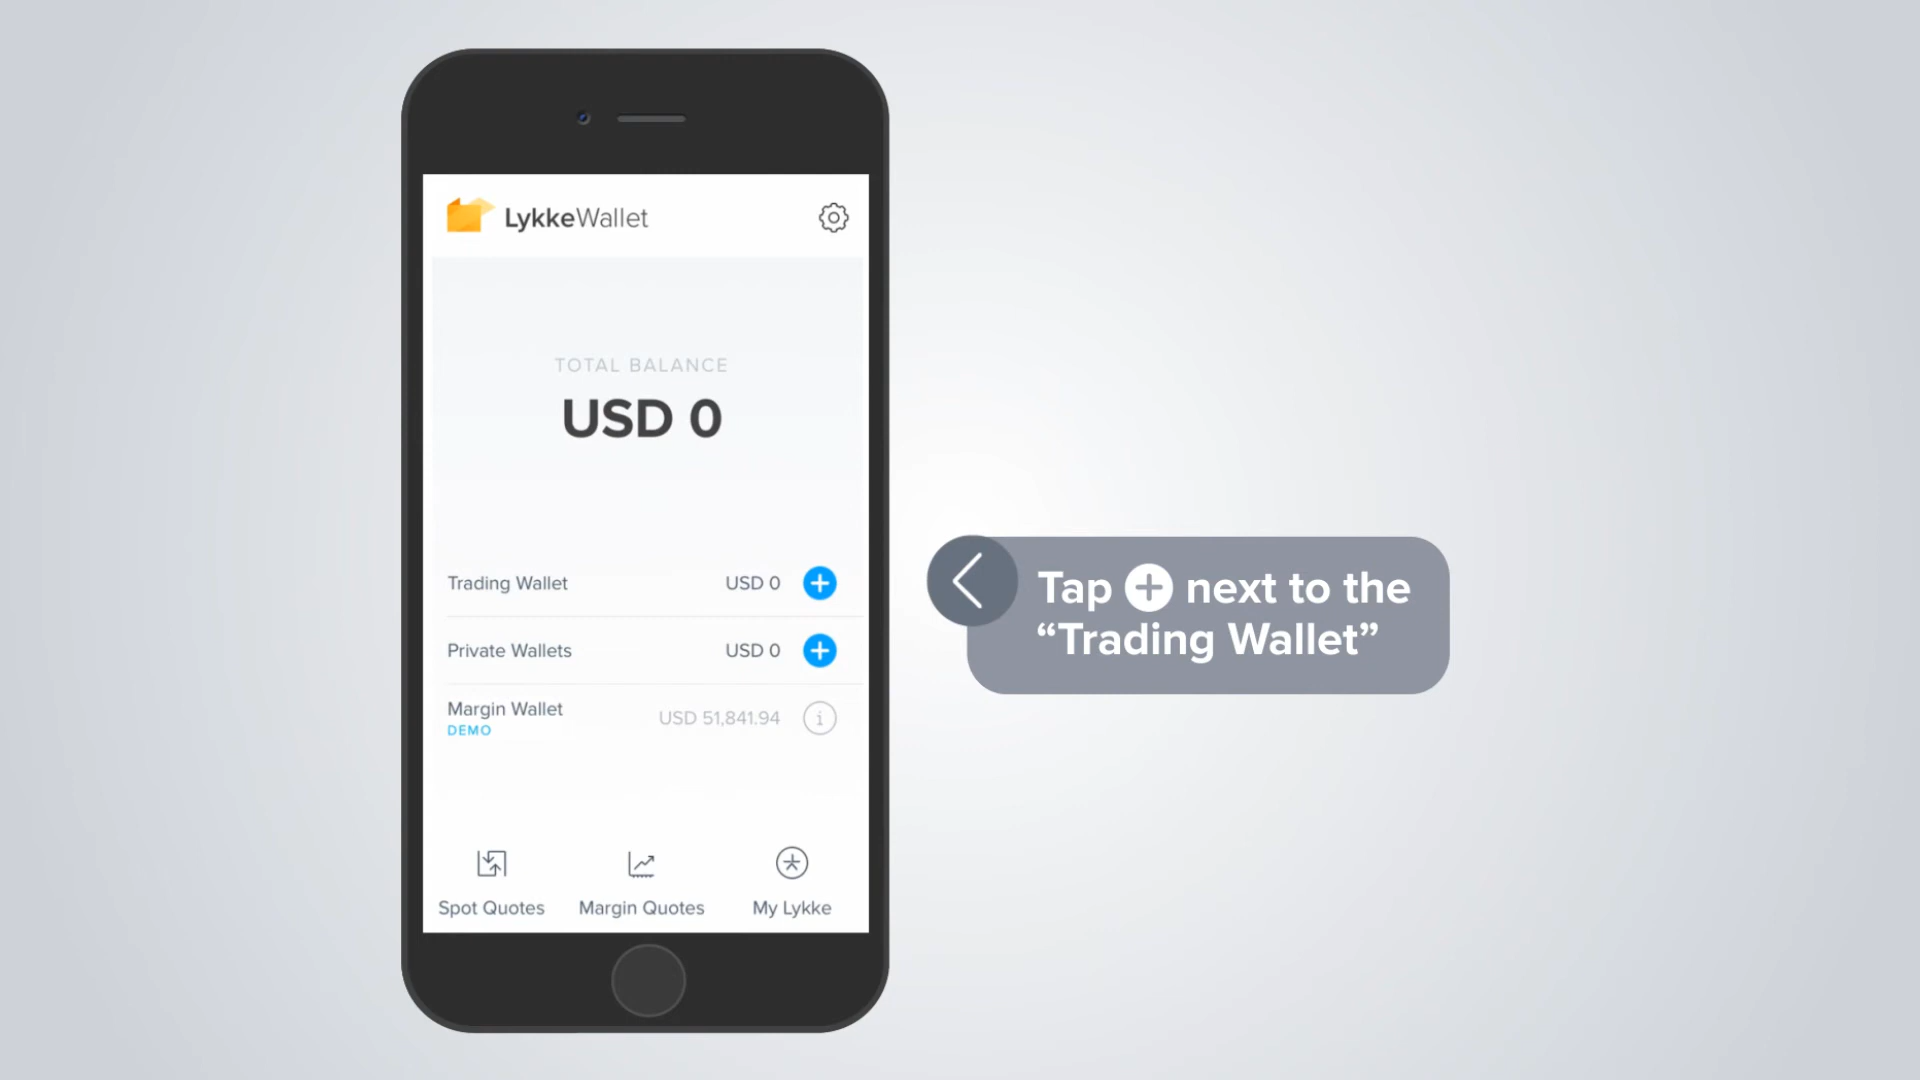 LykkeWallet
TOTAL BALANCE
USD 0
Trading Wallet USD 0
Private Wallets USD 0
Margin Wallet USD 51,841.94
DEMO
Spot Quotes Margin Quotes My Lykke
Tap + next to the
“Trading Wallet”